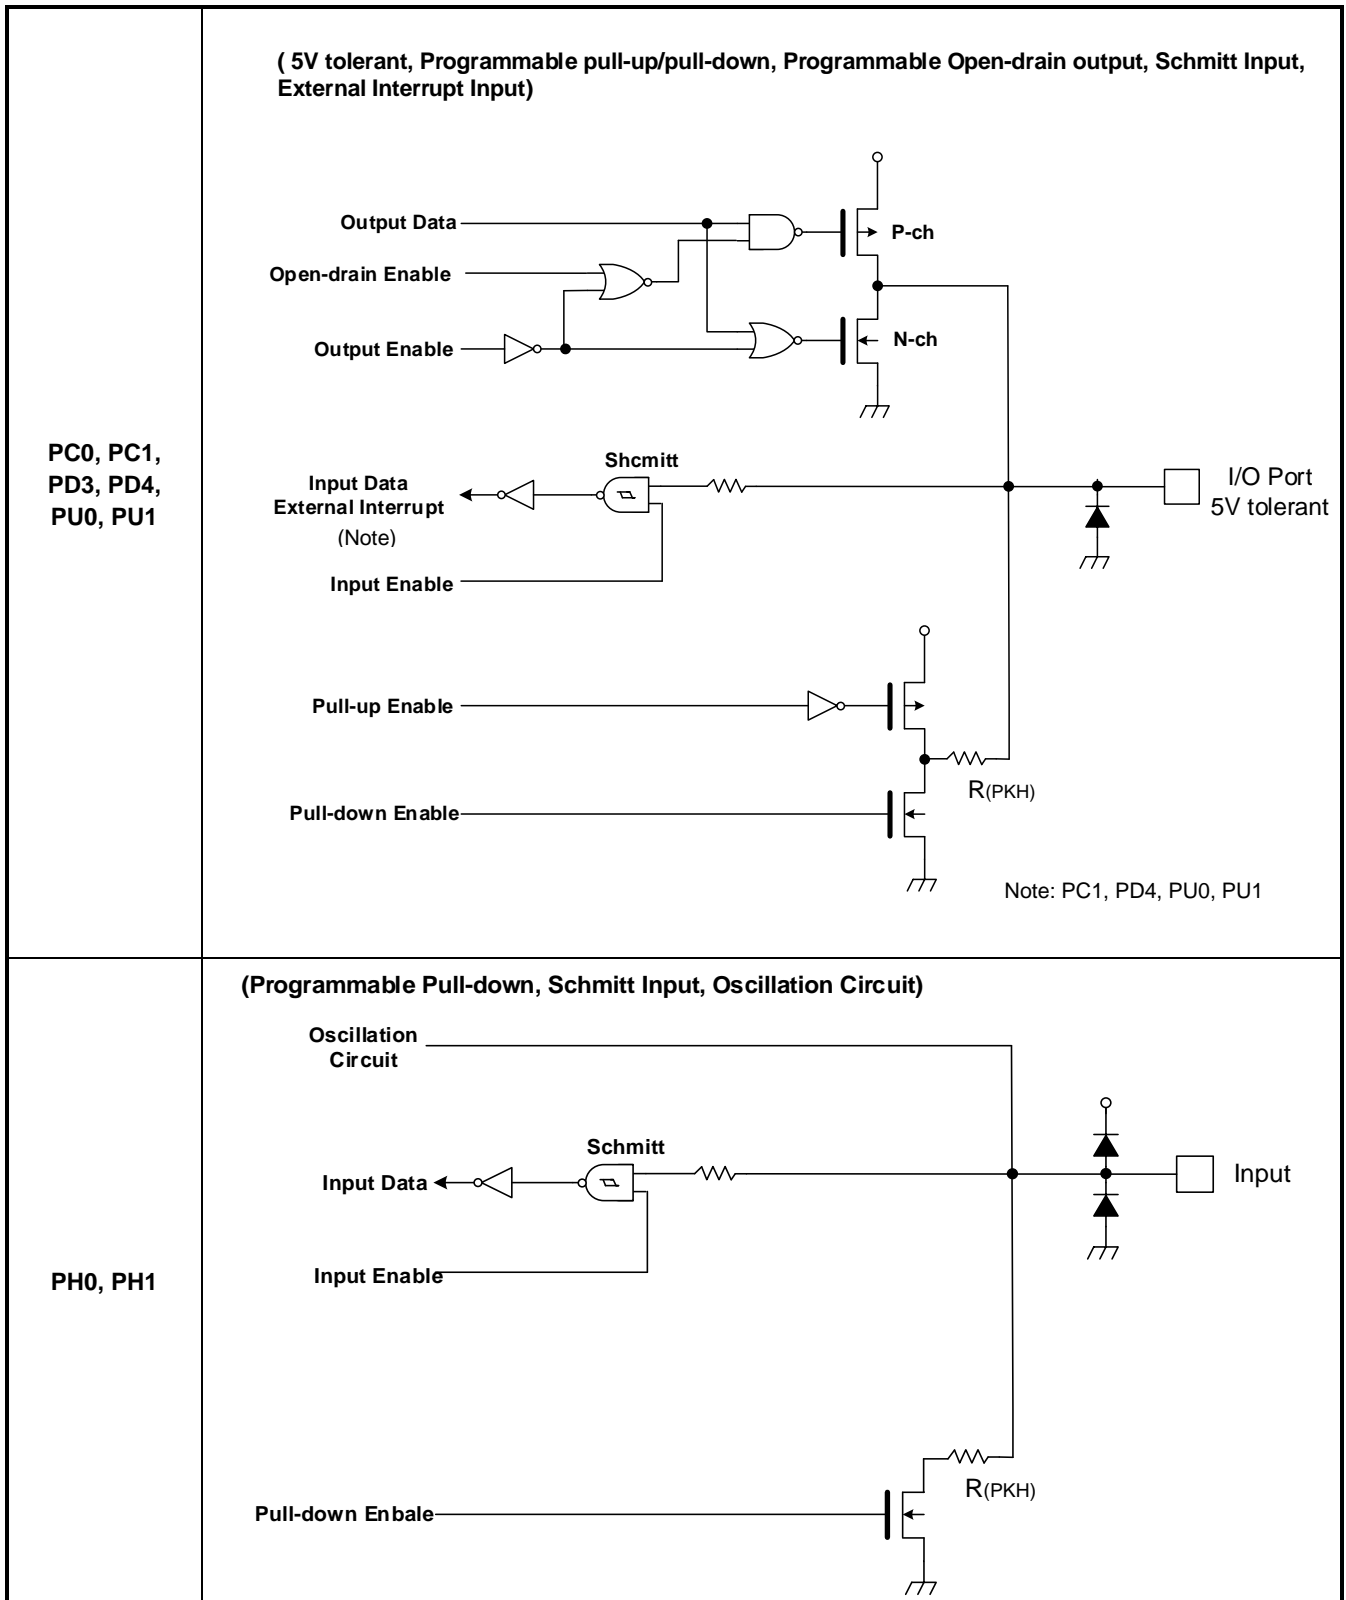 ( 5V tolerant, Programmable pull-up/pull-down, Programmable Open-drain output, Schmitt Input,
External Interrupt Input)
Output Data
P-ch
Open-drain Enable
Output Enable
N-ch
PC0, PC1,
PD3, PD4,
PU0, PU1
Shcmitt
Input Data
External Interrupt
(Note)
I/O Port
5V tolerant
Input Enable
Pull-up Enable
R(PKH)
Pull-down Enable
Note: PC1, PD4, PU0, PU1
(Programmable Pull-down, Schmitt Input, Oscillation Circuit)
Oscillation
Circuit
Schmitt
Input Data
Input
Input Enable
PH0, PH1
R(PKH)
Pull-down Enbale